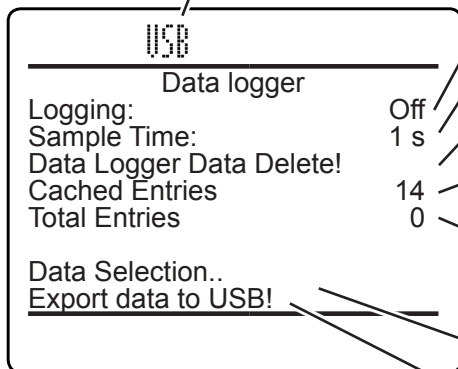 USB
Data logger
Logging: Off
Sample Time: 1 s
Data Logger Data Delete!
Cached Entries 14
Total Entries 0
Data Selection..
Export data to USB!